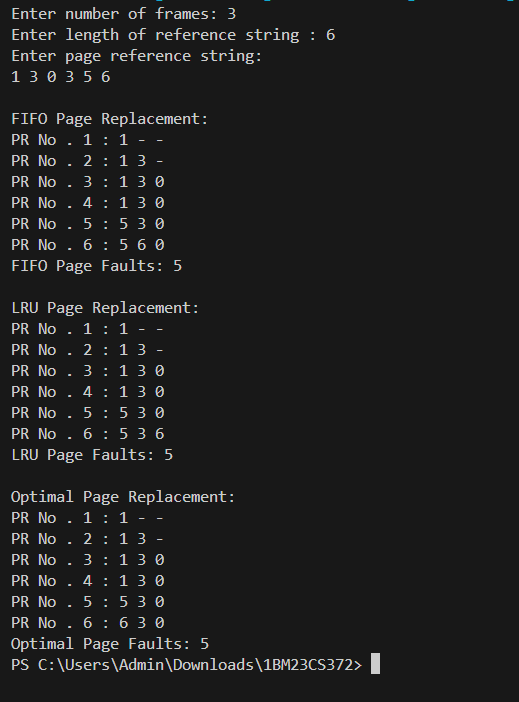 Enter number of frames: 3
Enter length of reference string : 6
Enter page reference string:
1 3 0 3 5 6
FIFO Page Replacement:
PR No . 1 : 1 - -
PR No . 2 : 1 3 -
PR No . 3 : 1 3 0
PR No . 4 : 1 3 0
PR No . 5 : 5 3 0
PR No . 6 : 5 6 0
FIFO Page Faults: 5
LRU Page Replacement:
PR No . 1 : 1 - -
PR No . 2 : 1 3 -
PR No . 3 : 1 3 0
PR No . 4 : 1 3 0
PR No . 5 : 5 3 0
PR No . 6 : 5 3 6
LRU Page Faults: 5
Optimal Page Replacement:
PR No . 1 : 1 - -
PR No . 2 : 1 3 -
PR No . 3 : 1 3 0
PR No . 4 : 1 3 0
PR No . 5 : 5 3 0
PR No . 6 : 6 3 0
Optimal Page Faults: 5
PS C:\Users\Admin\Downloads\1BM23CS372>